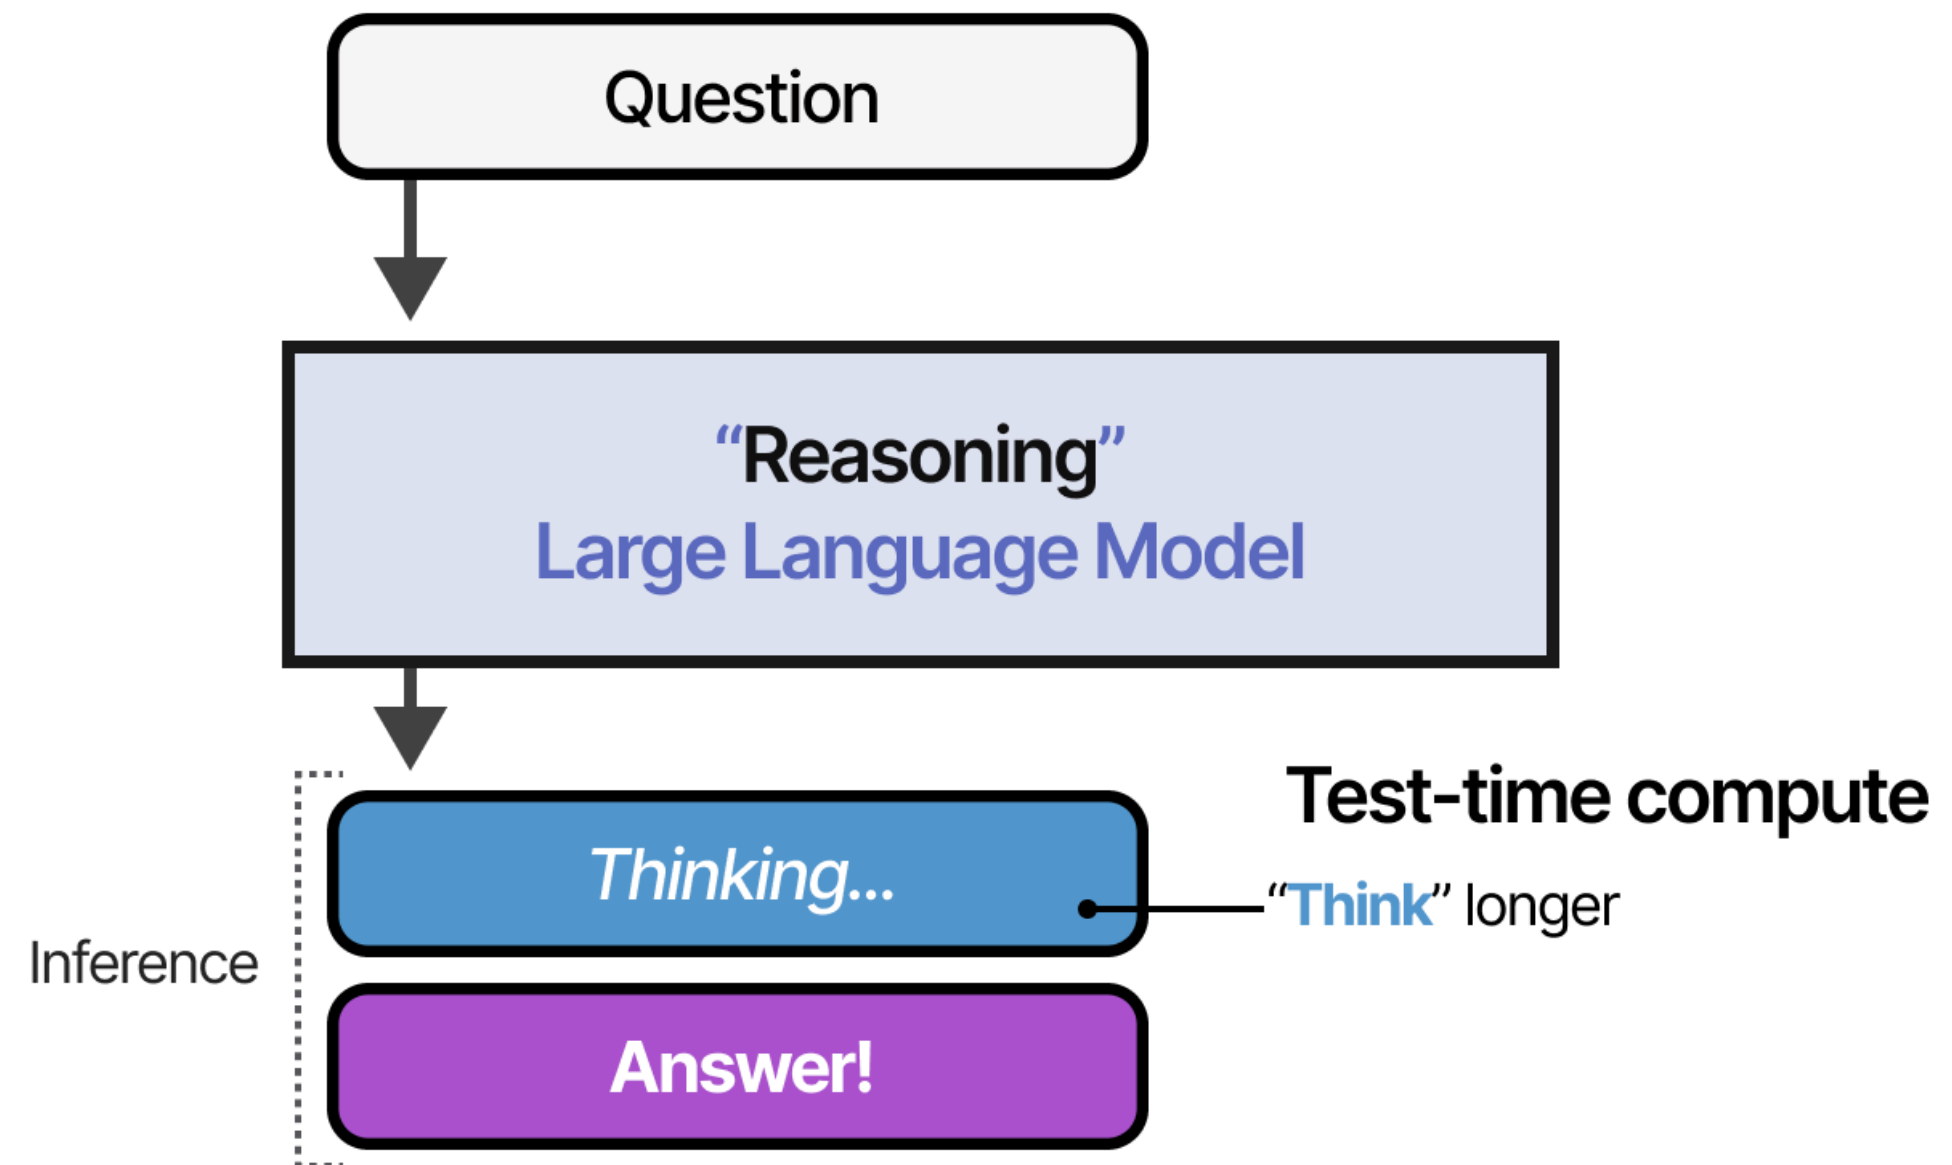 Question
“Reasoning”
Large Language Model
Test-time compute
Thinking...
“Think” longer
Inference
Answer!